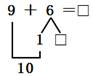 9 + 6 = □
1 □
10